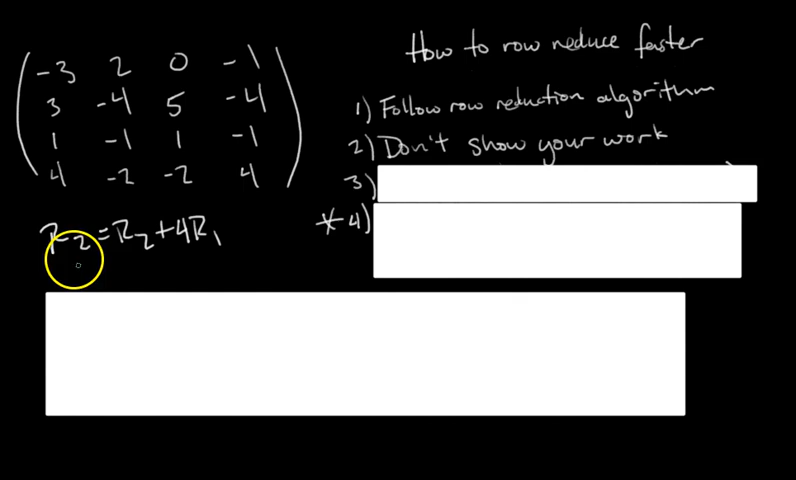 How to row reduce faster
-3 2 0 -1
3 -4 5 -4
1 -1 1 -1
4 -2 -2 4
1) Follow row reduction algorithm
2) Don't show your work
3)
*4)
R₂=R₂+4R₁